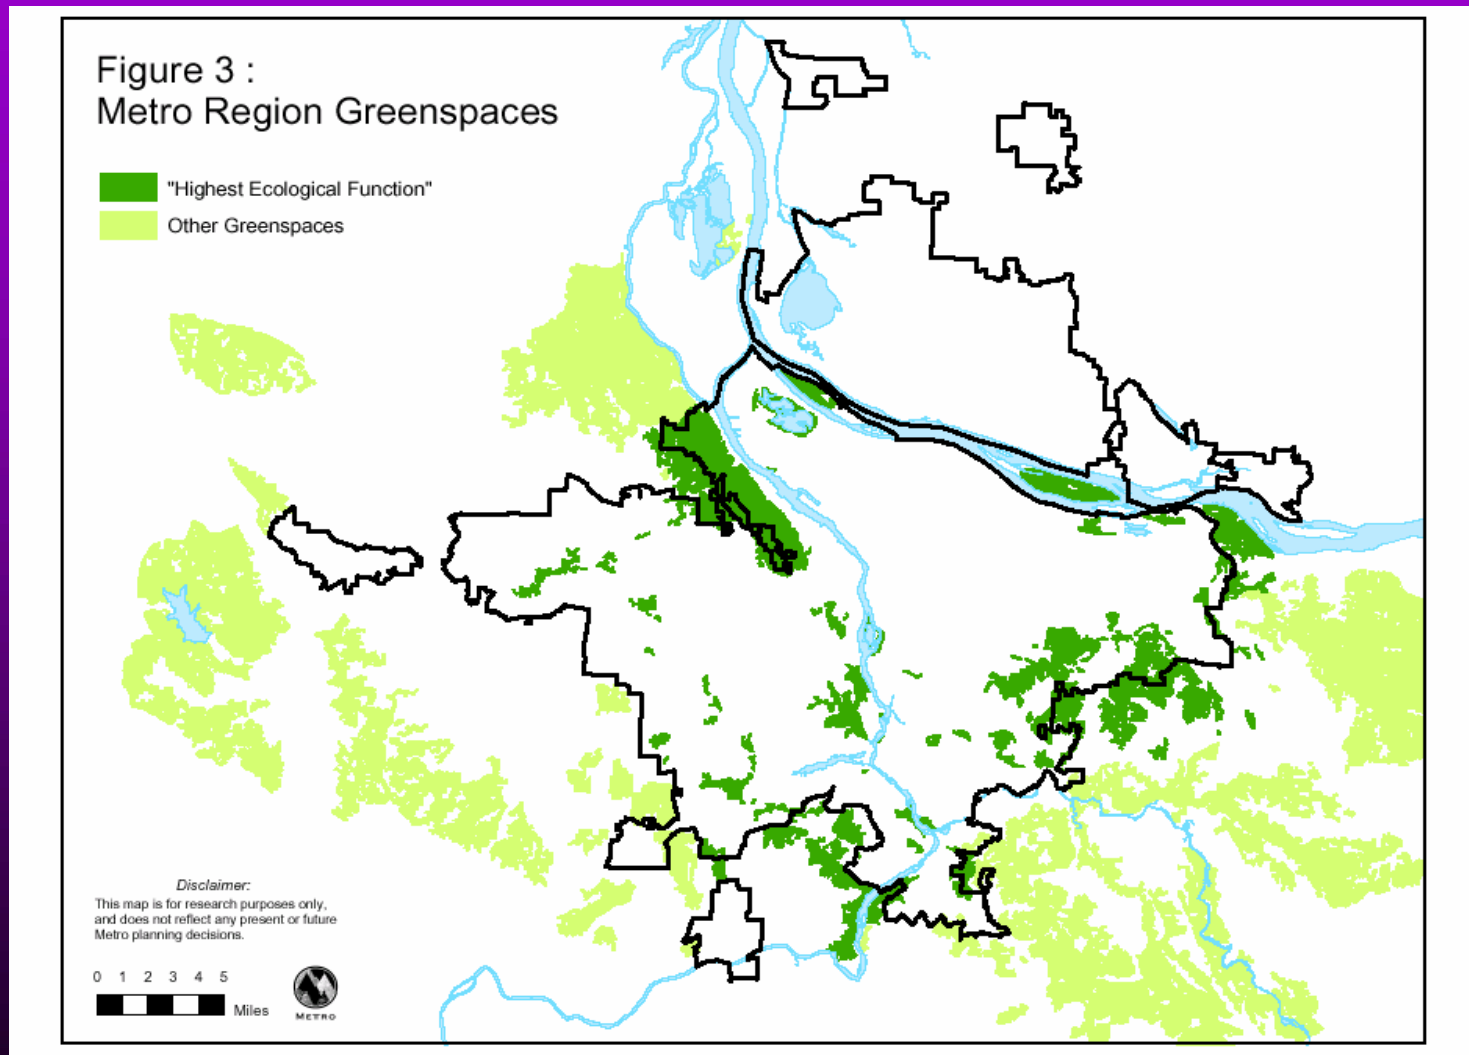 Figure 3 :
Metro Region Greenspaces
"Highest Ecological Function"
Other Greenspaces
Disclaimer:
This map is for research purposes only,
and does not reflect any present or future
Metro planning decisions.
0 1 2 3 4 5
Miles
METRO